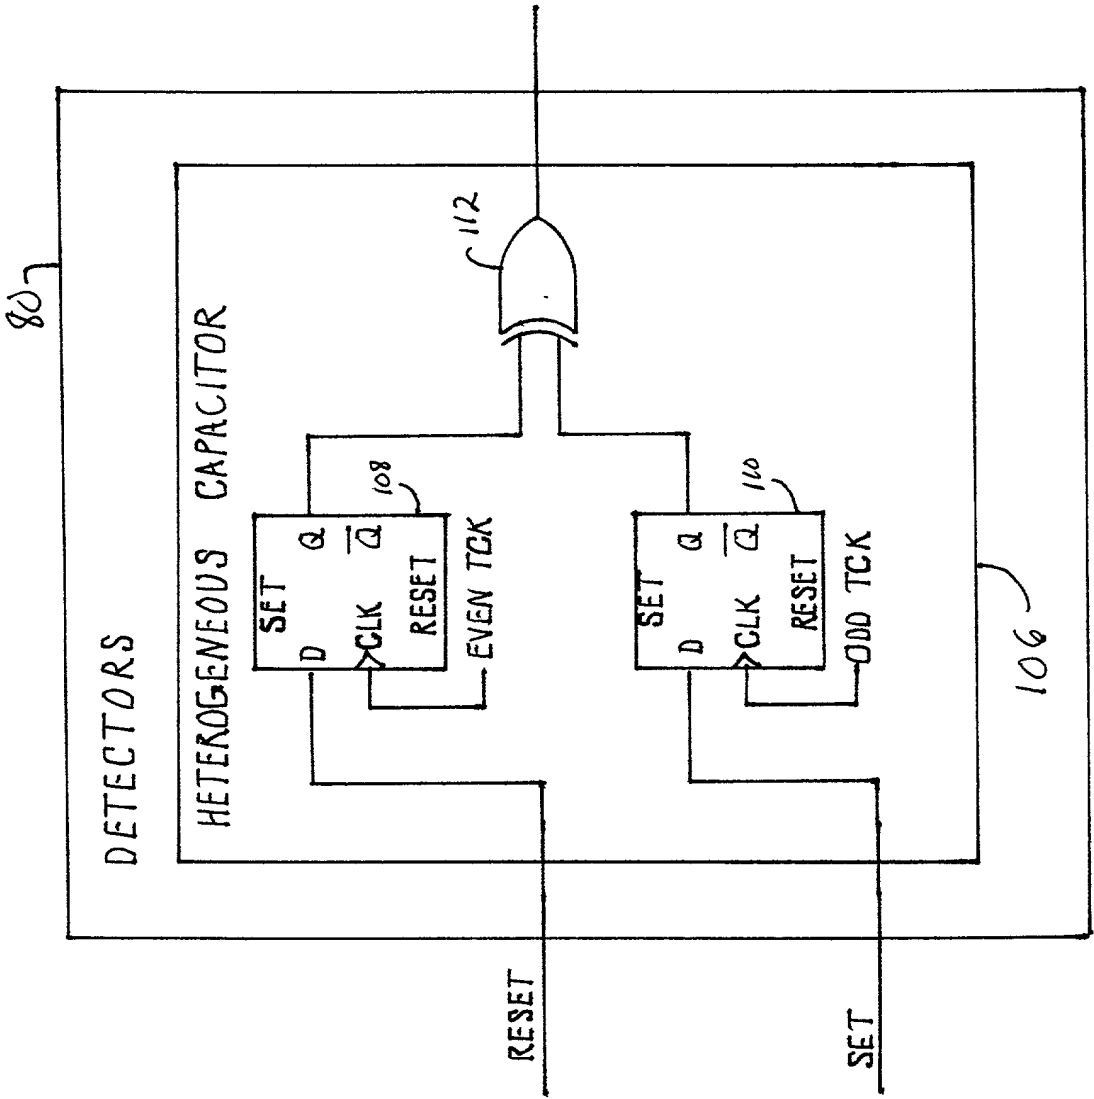 80
DETECTORS
HETEROGENEOUS CAPACITOR
SET
D
Q
CLK
Q
RESET
108
EVEN TCK
112
SET
D
Q
CLK
Q
RESET
110
ODD TCK
106
RESET
SET